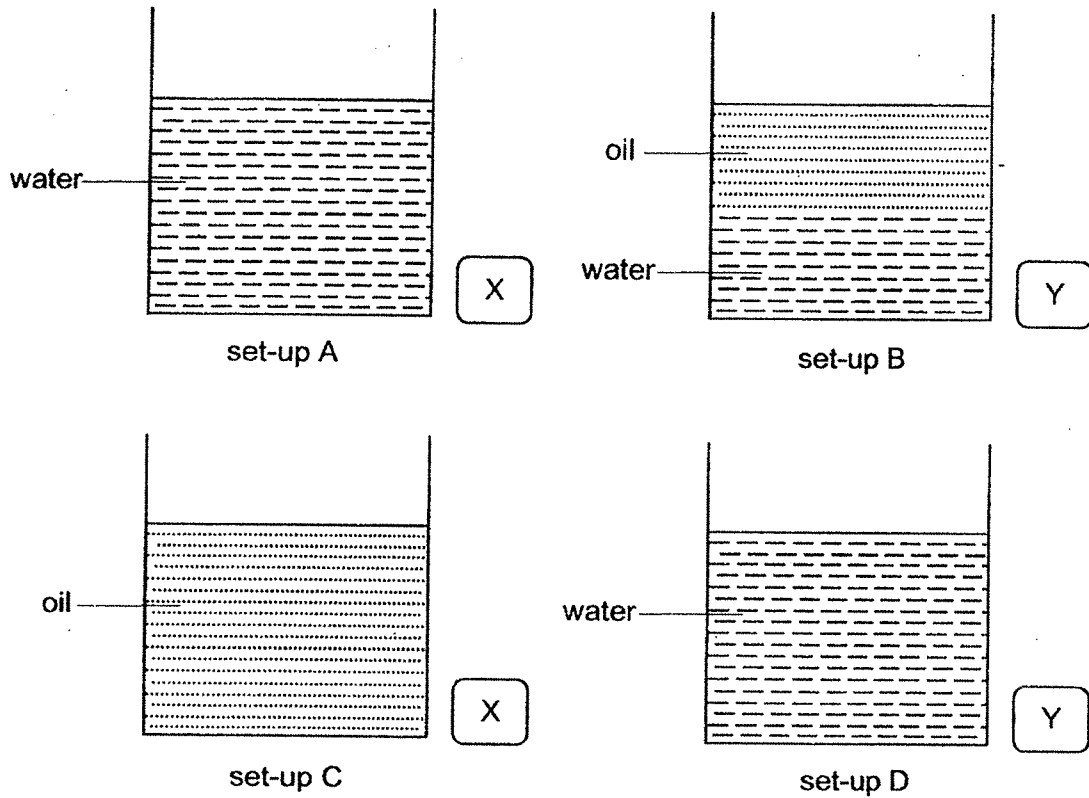 water
X
set-up A
oil
water
Y
set-up B
oil
X
set-up C
water
Y
set-up D